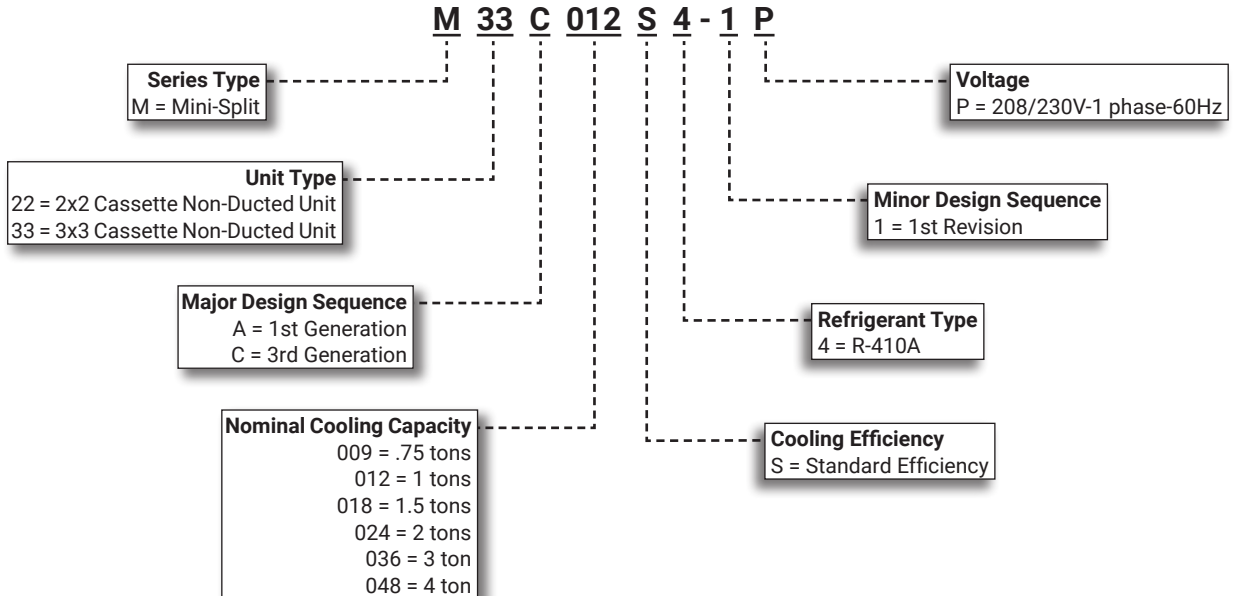 M 33 C 012 S 4 - 1 P
Series Type
M = Mini-Split
Voltage
P = 208/230V-1 phase-60Hz
Unit Type
22 = 2x2 Cassette Non-Ducted Unit
33 = 3x3 Cassette Non-Ducted Unit
Minor Design Sequence
1 = 1st Revision
Major Design Sequence
A = 1st Generation
C = 3rd Generation
Refrigerant Type
4 = R-410A
Nominal Cooling Capacity
009 = .75 tons
012 = 1 tons
018 = 1.5 tons
024 = 2 tons
036 = 3 ton
048 = 4 ton
Cooling Efficiency
S = Standard Efficiency